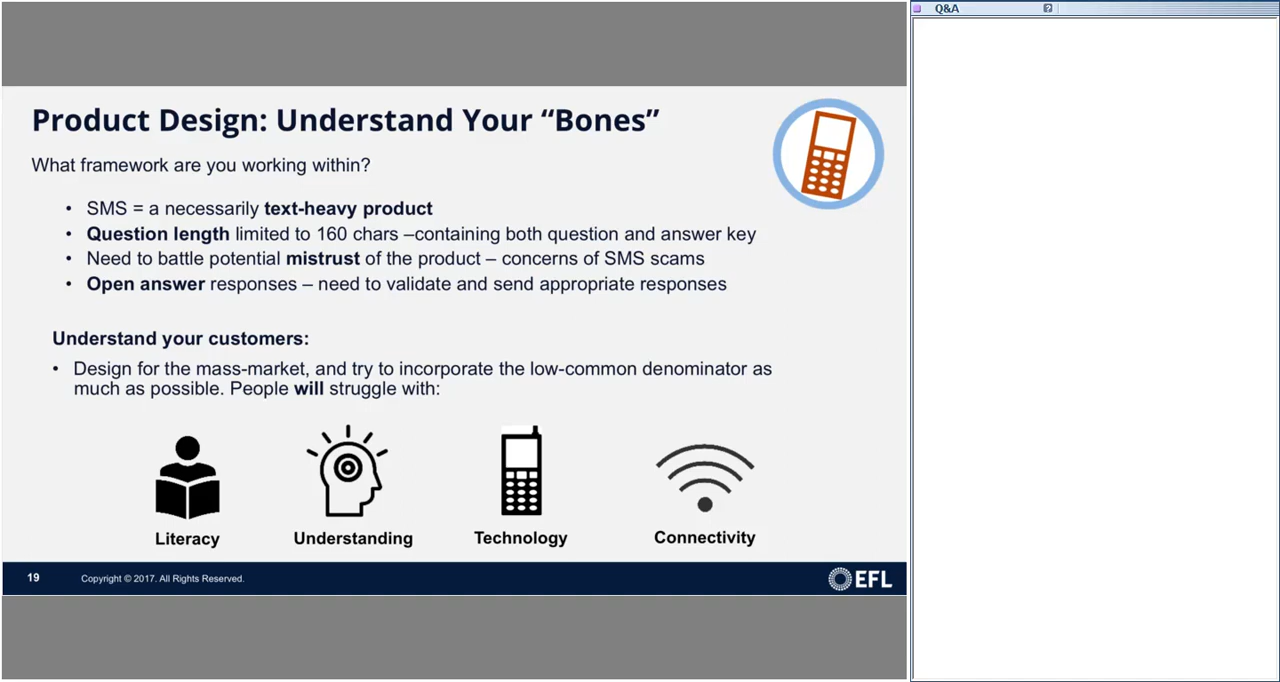 Q&A
Product Design: Understand Your “Bones”
What framework are you working within?
• SMS = a necessarily text-heavy product
• Question length limited to 160 chars –containing both question and answer key
• Need to battle potential mistrust of the product – concerns of SMS scams
• Open answer responses – need to validate and send appropriate responses
Understand your customers:
• Design for the mass-market, and try to incorporate the low-common denominator as
much as possible. People will struggle with:
Literacy
Understanding
Technology
Connectivity
19
Copyright © 2017. All Rights Reserved.
EFL